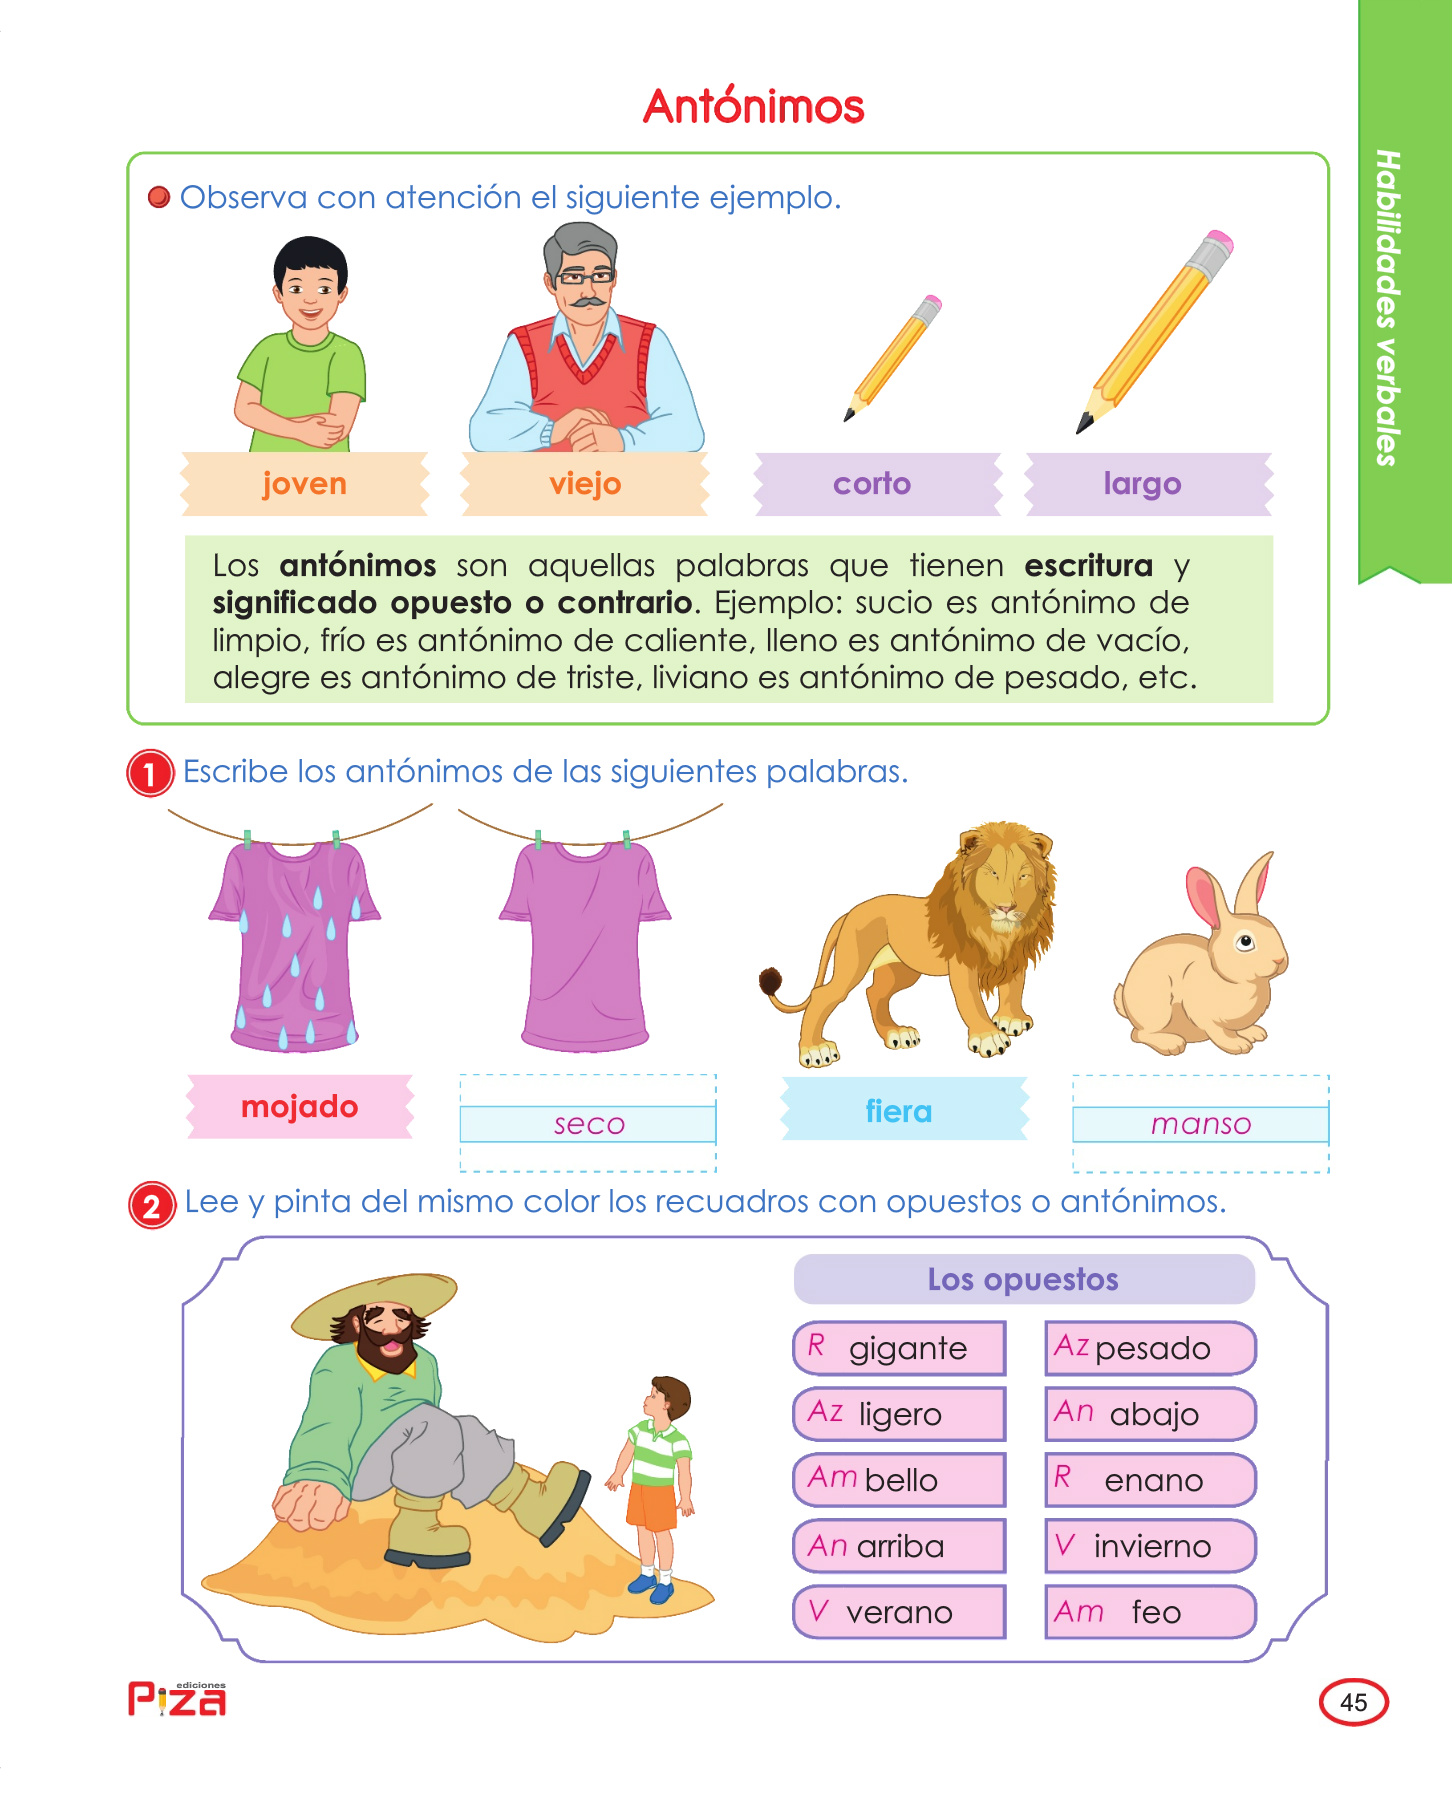 Antónimos
Habilidades verbales
Observa con atención el siguiente ejemplo.
joven viejo corto largo
Los antónimos son aquellas palabras que tienen escritura y
significado opuesto o contrario. Ejemplo: sucio es antónimo de
limpio, frío es antónimo de caliente, lleno es antónimo de vacío,
alegre es antónimo de triste, liviano es antónimo de pesado, etc.
1 Escribe los antónimos de las siguientes palabras.
mojado seco fiera manso
2 Lee y pinta del mismo color los recuadros con opuestos o antónimos.
Los opuestos
R gigante Az pesado
Az ligero An abajo
Am bello R enano
An arriba V invierno
V verano Am feo
ediciones
Piza
45